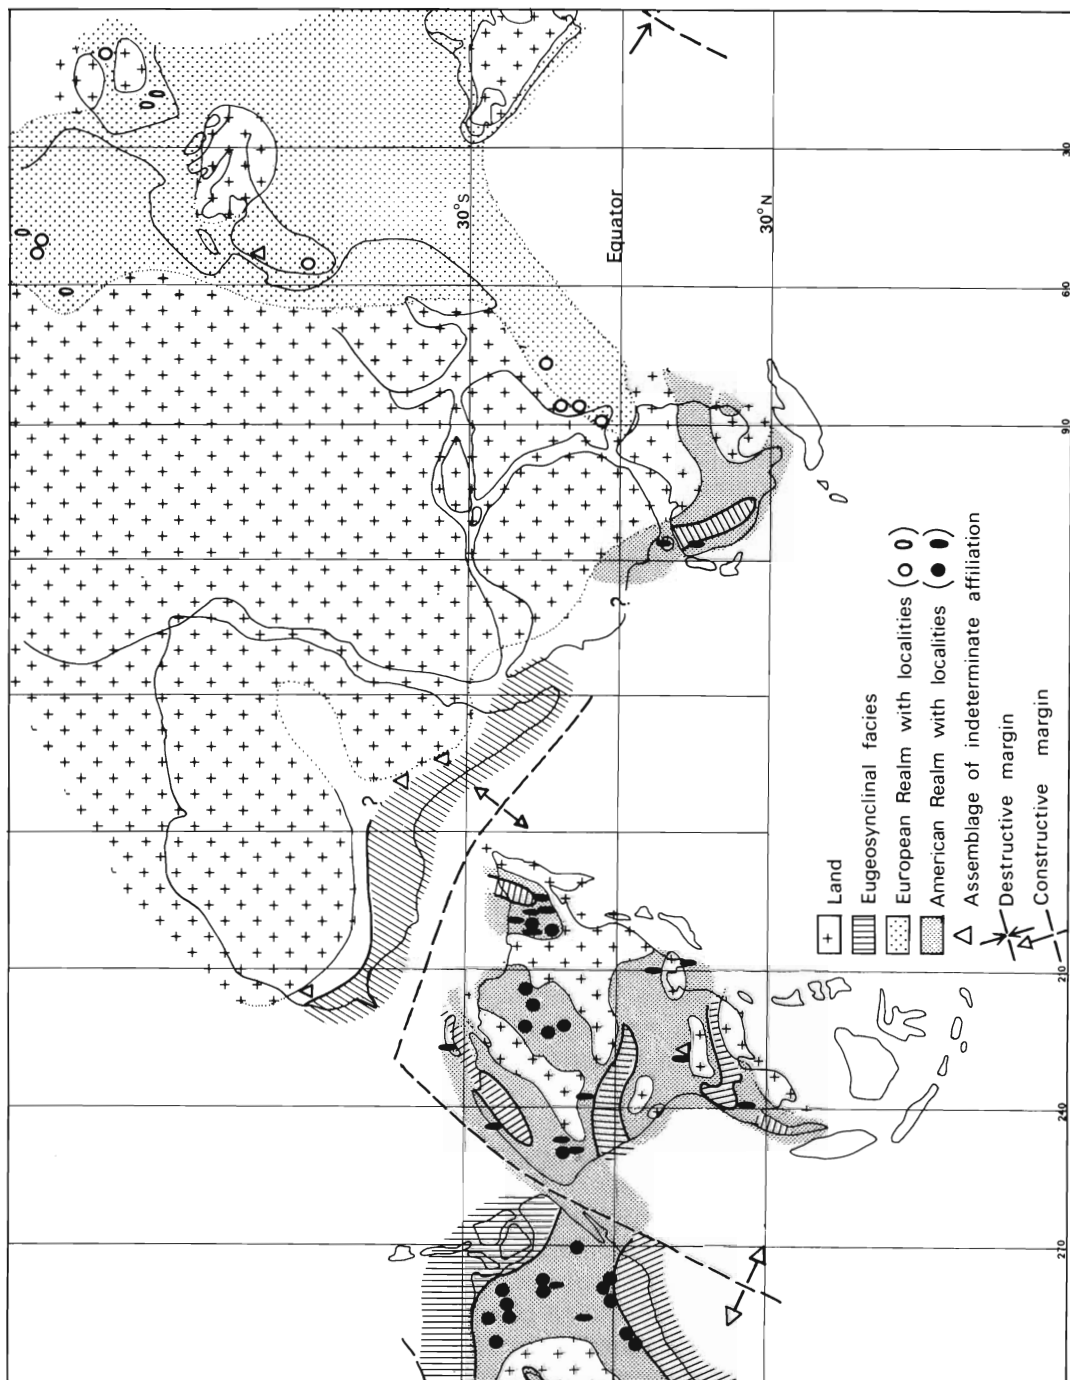 30°S
Equator
30°N
30
60
90
210
240
270
?
?
Land
Eugeosynclinal facies
European Realm with localities
American Realm with localities
Assemblage of indeterminate affiliation
Destructive margin
Constructive margin